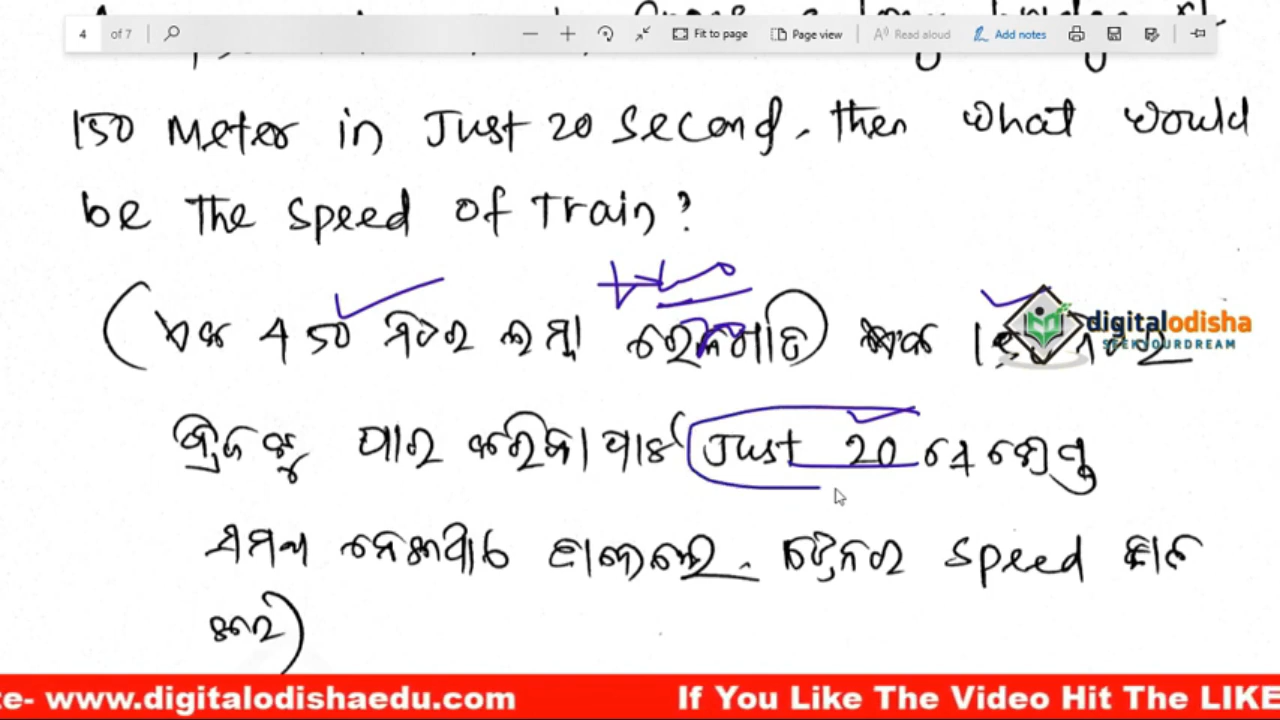 4 of 7 Fit to page Page view Read aloud Add notes
150 Meter in Just 20 Second, then what would
be the speed of Train?
(ଏକ 450 ମିଟର ଲମ୍ବା ରେଳଗାଡି ଏକ
digitalodisha
SEEK YOUR DREAM
ବ୍ରିଜକୁ ପାର କରିବା ପାଇଁ Just 20 ସେକେଣ୍ଡ
ସମୟ ନେଇଥାଏ ତାହେଲେ, ଟ୍ରେନର speed
କର)
te- www.digitalodishaedu.com If You Like The Video Hit The LIKE